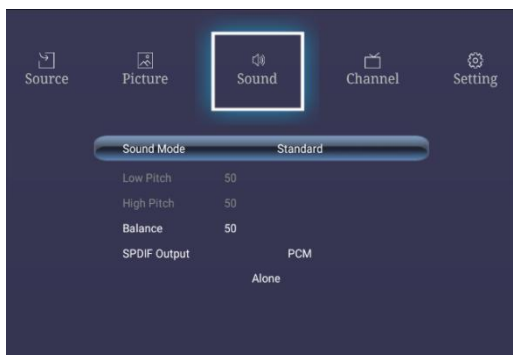 Source Picture Sound Channel Setting
Sound Mode Standard
Low Pitch 50
High Pitch 50
Balance 50
SPDIF Output PCM
Alone